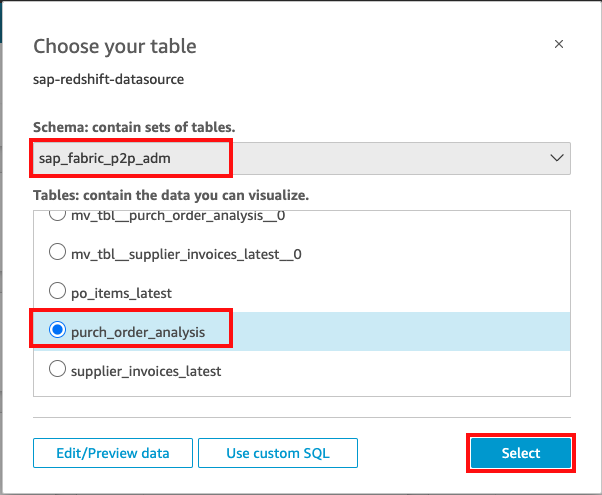 Choose your table
sap-redshift-datasource
Schema: contain sets of tables.
sap_fabric_p2p_adm
Tables: contain the data you can visualize.
mv_tbl__purch_order_analysis__0
mv_tbl__supplier_invoices_latest__0
po_items_latest
purch_order_analysis
supplier_invoices_latest
Edit/Preview data
Use custom SQL
Select